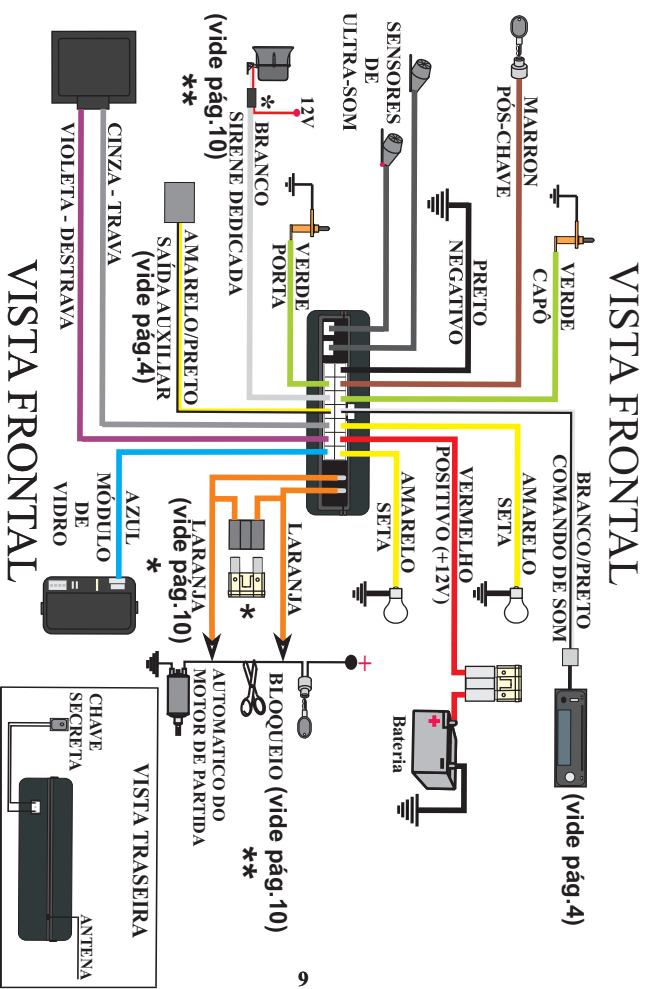 VISTA FRONTAL
VERDE
CAPÔ
MARRON
PÓS-CHAVE
PRETO
NEGATIVO
SENSORES
DE
ULTRA-SOM
12V
*
BRANCO
SIRENE DEDICADA
(vide pág.10)
**
VERDE
PORTA
AMARELO/PRETO
SAÍDA AUXILIAR
(vide pág.4)
CINZA - TRAVA
VIOLETA - DESTRAVA
BRANCO/PRETO
COMANDO DE SOM
(vide pág.4)
AMARELO
SETA
VERMELHO
POSITIVO (+12V)
+
Bateria
AMARELO
SETA
LARANJA
*
LARANJA
(vide pág.10)
*
+
BLOQUEIO (vide pág.10)
**
AUTOMATICO DO
MOTOR DE PARTIDA
AZUL
MÓDULO
DE
VIDRO
VISTA FRONTAL
VISTA TRASEIRA
CHAVE
SECRETA
ANTENA
9